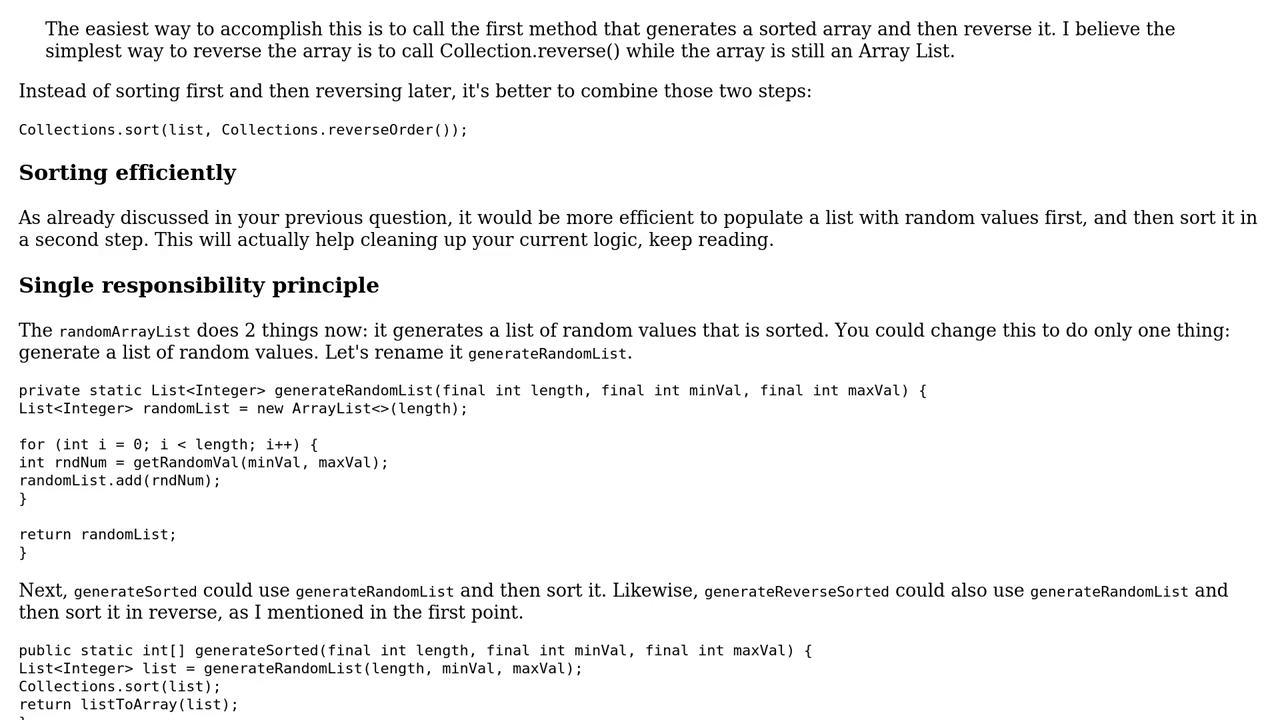 The easiest way to accomplish this is to call the first method that generates a sorted array and then reverse it. I believe the
simplest way to reverse the array is to call Collection.reverse() while the array is still an Array List.
Instead of sorting first and then reversing later, it's better to combine those two steps:
Collections.sort(list, Collections.reverseOrder());
Sorting efficiently
As already discussed in your previous question, it would be more efficient to populate a list with random values first, and then sort it in
a second step. This will actually help cleaning up your current logic, keep reading.
Single responsibility principle
The randomArrayList does 2 things now: it generates a list of random values that is sorted. You could change this to do only one thing:
generate a list of random values. Let's rename it generateRandomList.
private static List<Integer> generateRandomList(final int length, final int minVal, final int maxVal) {
List<Integer> randomList = new ArrayList<>(length);
for (int i = 0; i < length; i++) {
int rndNum = getRandomVal(minVal, maxVal);
randomList.add(rndNum);
}
return randomList;
}
Next, generateSorted could use generateRandomList and then sort it. Likewise, generateReverseSorted could also use generateRandomList and
then sort it in reverse, as I mentioned in the first point.
public static int[] generateSorted(final int length, final int minVal, final int maxVal) {
List<Integer> list = generateRandomList(length, minVal, maxVal);
Collections.sort(list);
return listToArray(list);
}